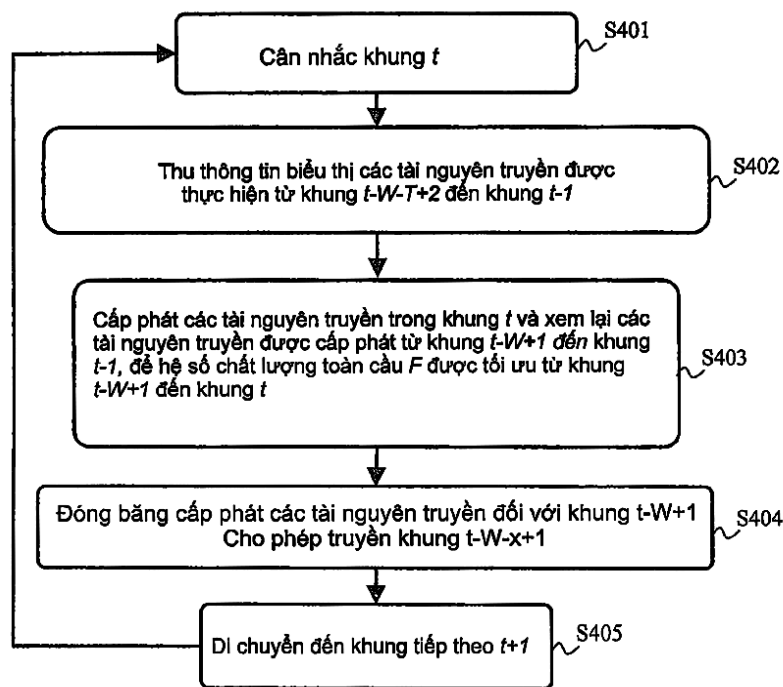 Cân nhắc khung t
S401
Thu thông tin biểu thị các tài nguyên truyền được
thực hiện từ khung t-W-T+2 đến khung t-1
S402
Cấp phát các tài nguyên truyền trong khung t và xem lại các
tài nguyên truyền được cấp phát từ khung t-W+1 đến khung
t-1, để hệ số chất lượng toàn cầu F được tối ưu từ khung
t-W+1 đến khung t
S403
Đóng băng cấp phát các tài nguyên truyền đối với khung t-W+1
Cho phép truyền khung t-W-x+1
S404
Di chuyển đến khung tiếp theo t+1
S405